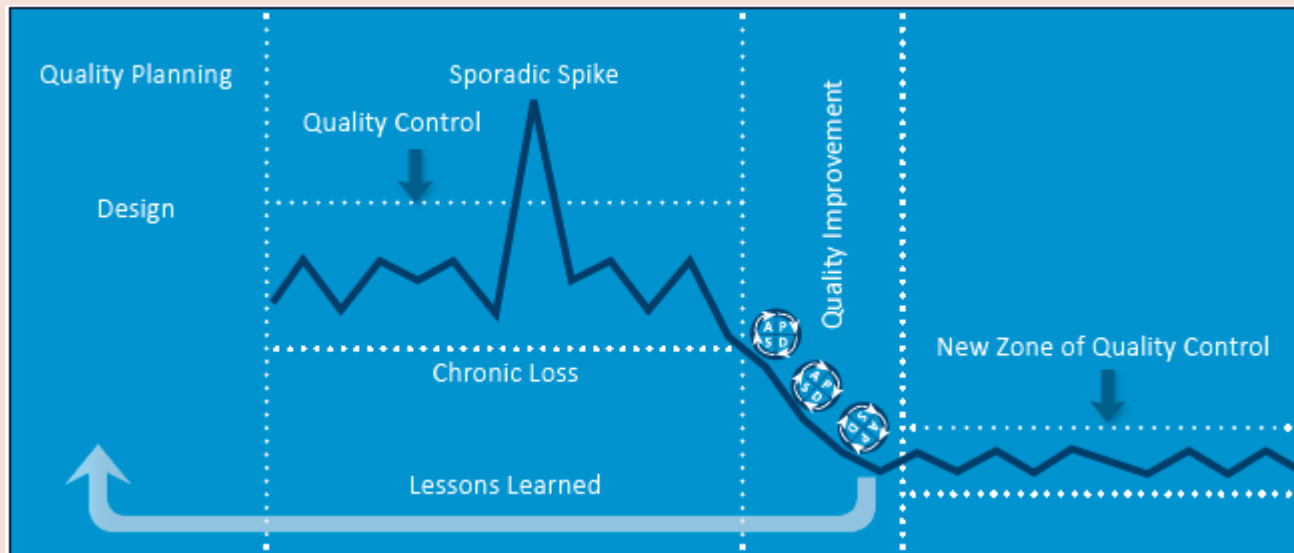 Quality Planning
Sporadic Spike
Quality Control
Quality Improvement
Design
A P
S D
A P
S D
A P
S D
New Zone of Quality Control
Chronic Loss
Lessons Learned